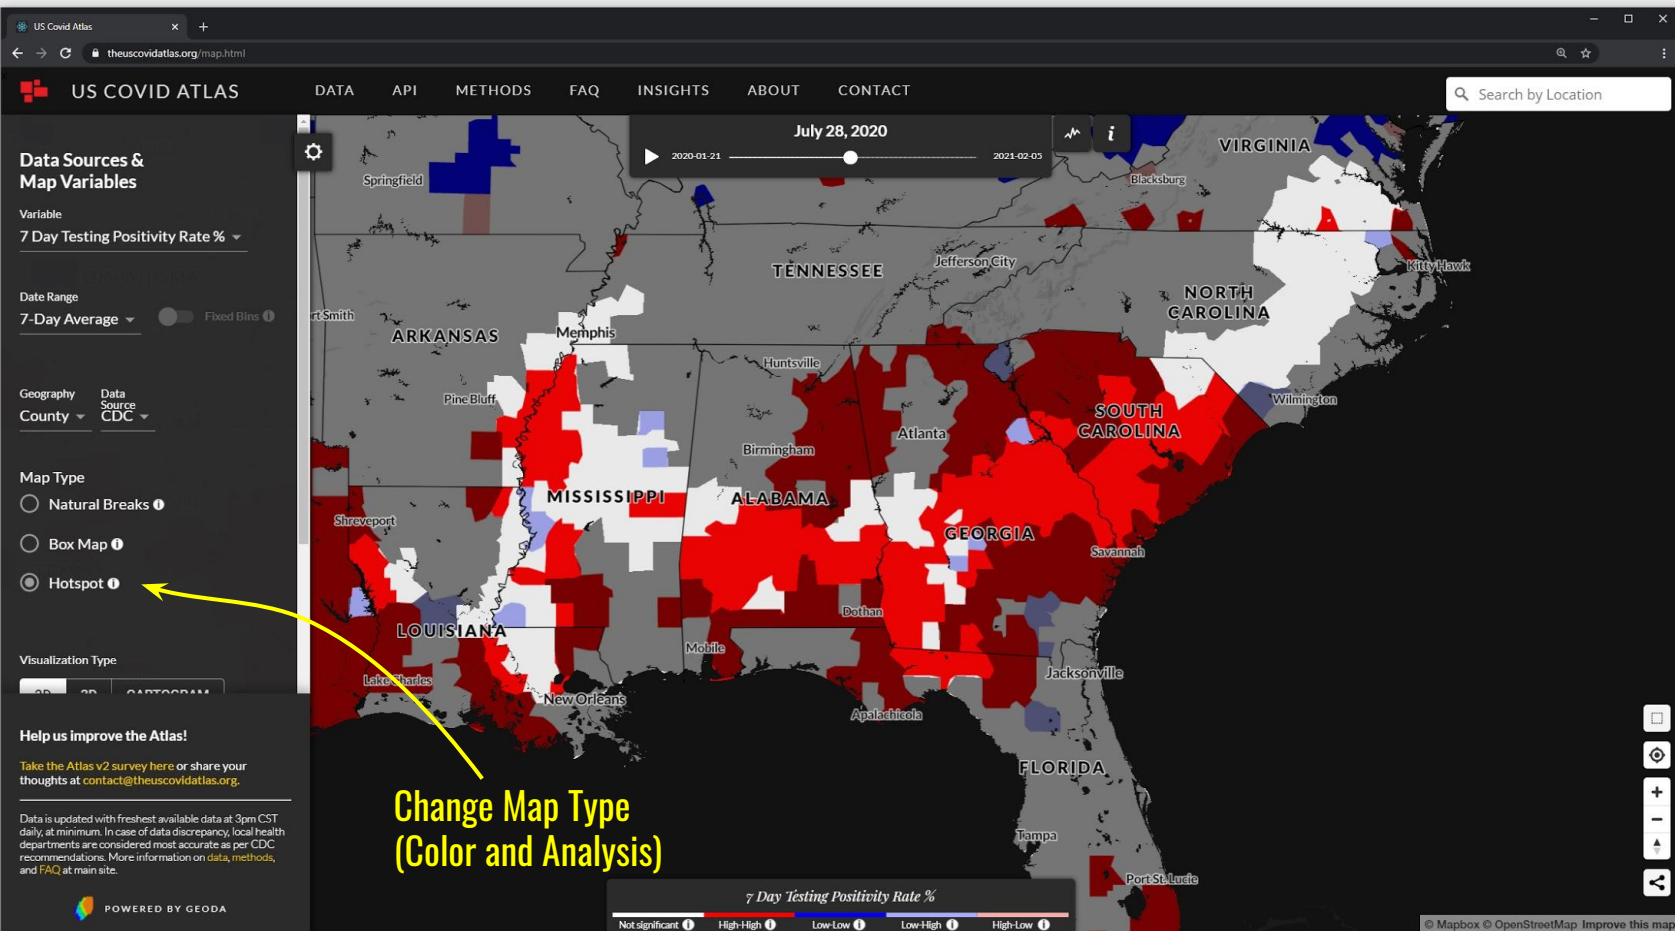 US Covid Atlas
theuscovidatlas.org/map.html
US COVID ATLAS
DATA
API
METHODS
FAQ
INSIGHTS
ABOUT
CONTACT
Search by Location
Data Sources &
Map Variables
Variable
7 Day Testing Positivity Rate %
Date Range
7-Day Average
Fixed Bins
Geography
County
Data
Source
CDC
Map Type
Natural Breaks
Box Map
Hotspot
Visualization Type
2D
3D
CARTOGRAM
Help us improve the Atlas!
Take the Atlas v2 survey here or share your
thoughts at contact@theuscovidatlas.org.
Data is updated with freshest available data at 3pm CST
daily, at minimum. In case of data discrepancy, local health
departments are considered most accurate as per CDC
recommendations. More information on data, methods,
and FAQ at main site.
POWERED BY GEODA
July 28, 2020
2020-01-21
2021-02-05
i
VIRGINIA
Springfield
Blacksburg
TENNESSEE
Jefferson City
Kitty Hawk
NORTH
CAROLINA
rt Smith
ARKANSAS
Memphis
Huntsville
Pine Bluff
Wilmington
SOUTH
CAROLINA
Atlanta
Birmingham
MISSISSIPPI
ALABAMA
Shreveport
GEORGIA
Savannah
Dothan
LOUISIANA
Mobile
Lake Charles
Jacksonville
New Orleans
Apalachicola
FLORIDA
Tampa
Port St. Lucie
Change Map Type
(Color and Analysis)
7 Day Testing Positivity Rate %
Not significant
High-High
Low-Low
Low-High
High-Low
© Mapbox © OpenStreetMap Improve this map